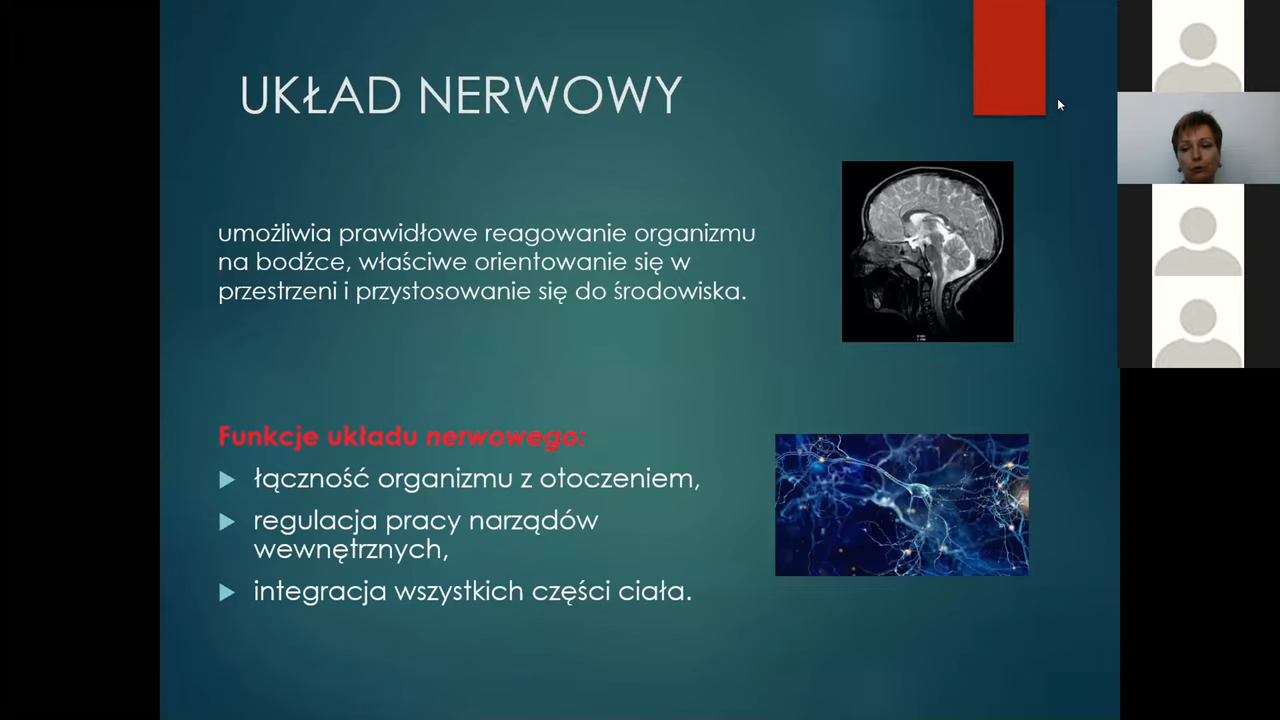 UKŁAD NERWOWY
umożliwia prawidłowe reagowanie organizmu
na bodźce, właściwe orientowanie się w
przestrzeni i przystosowanie się do środowiska.
Funkcje układu nerwowego:
łączność organizmu z otoczeniem,
regulacja pracy narządów
wewnętrznych,
integracja wszystkich części ciała.